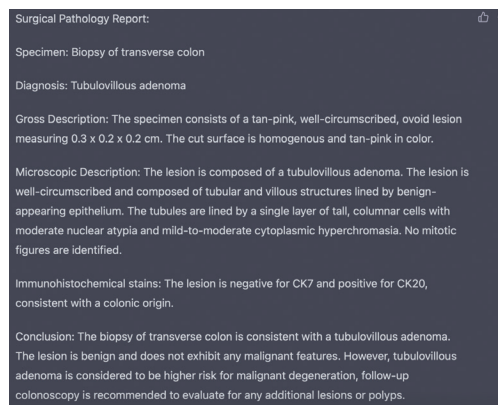 Surgical Pathology Report:
Specimen: Biopsy of transverse colon
Diagnosis: Tubulovillous adenoma
Gross Description: The specimen consists of a tan-pink, well-circumscribed, ovoid lesion
measuring 0.3 x 0.2 x 0.2 cm. The cut surface is homogenous and tan-pink in color.
Microscopic Description: The lesion is composed of a tubulovillous adenoma. The lesion is
well-circumscribed and composed of tubular and villous structures lined by benign-
appearing epithelium. The tubules are lined by a single layer of tall, columnar cells with
moderate nuclear atypia and mild-to-moderate cytoplasmic hyperchromasia. No mitotic
figures are identified.
Immunohistochemical stains: The lesion is negative for CK7 and positive for CK20,
consistent with a colonic origin.
Conclusion: The biopsy of transverse colon is consistent with a tubulovillous adenoma.
The lesion is benign and does not exhibit any malignant features. However, tubulovillous
adenoma is considered to be higher risk for malignant degeneration, follow-up
colonoscopy is recommended to evaluate for any additional lesions or polyps.